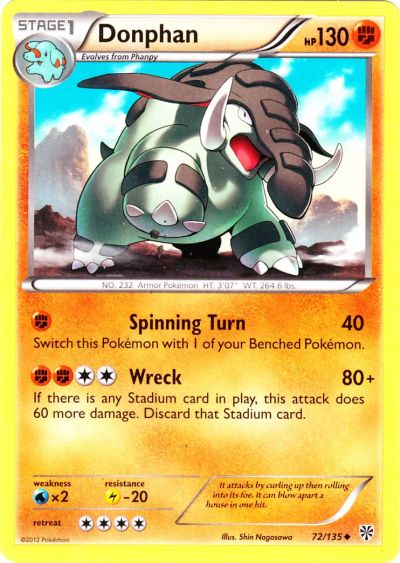 STAGE1
Donphan
HP130
Evolves from Phanpy
NO. 232 Armor Pokémon HT: 3'07" WT: 264.6 lbs.
Spinning Turn 40
Switch this Pokémon with 1 of your Benched Pokémon.
Wreck 80+
If there is any Stadium card in play, this attack does
60 more damage. Discard that Stadium card.
weakness
×2
resistance
-20
retreat
It attacks by curling up then rolling
into its foe. It can blow apart a
house in one hit.
©2012 Pokémon
Illus. Shin Nagasawa
72/135